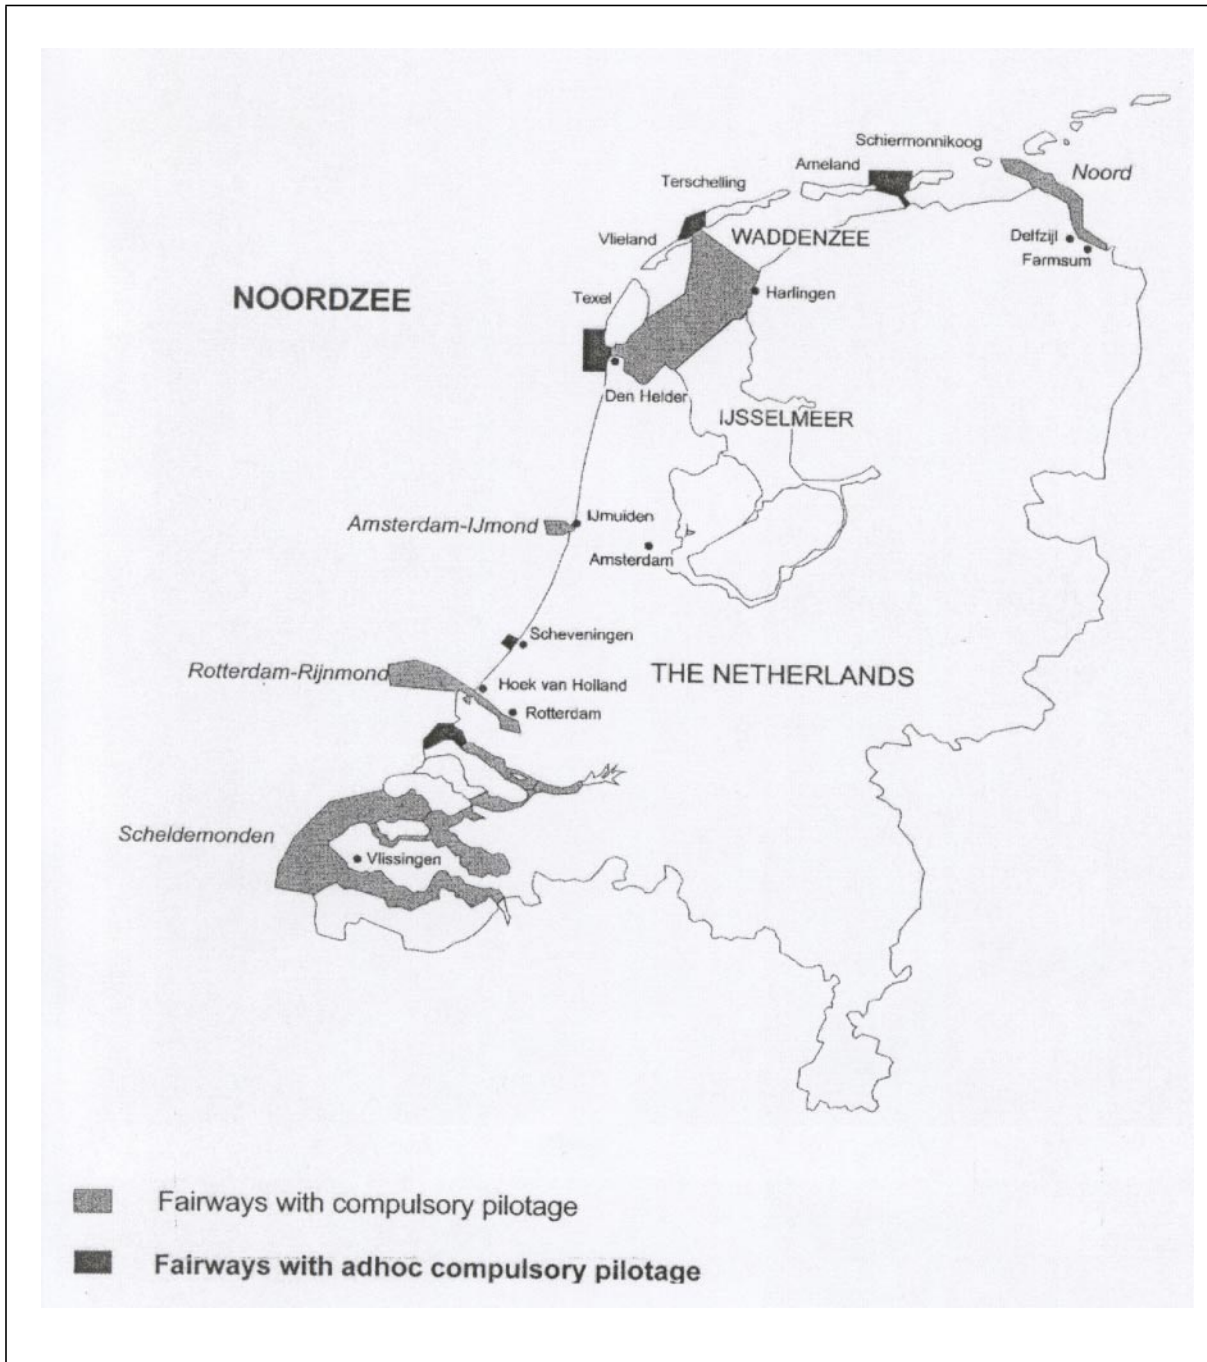 Schiermonnikoog
Ameland
Noord
Terschelling
Vlieland
WADDENZEE
Delfzijl
Farmsum
NOORDZEE
Texel
Harlingen
Den Helder
IJSSELMEER
Amsterdam-IJmond
IJmuiden
Amsterdam
Scheveningen
Rotterdam-Rijnmond
THE NETHERLANDS
Hoek van Holland
Rotterdam
Scheldemonden
Vlissingen
Fairways with compulsory pilotage
Fairways with adhoc compulsory pilotage